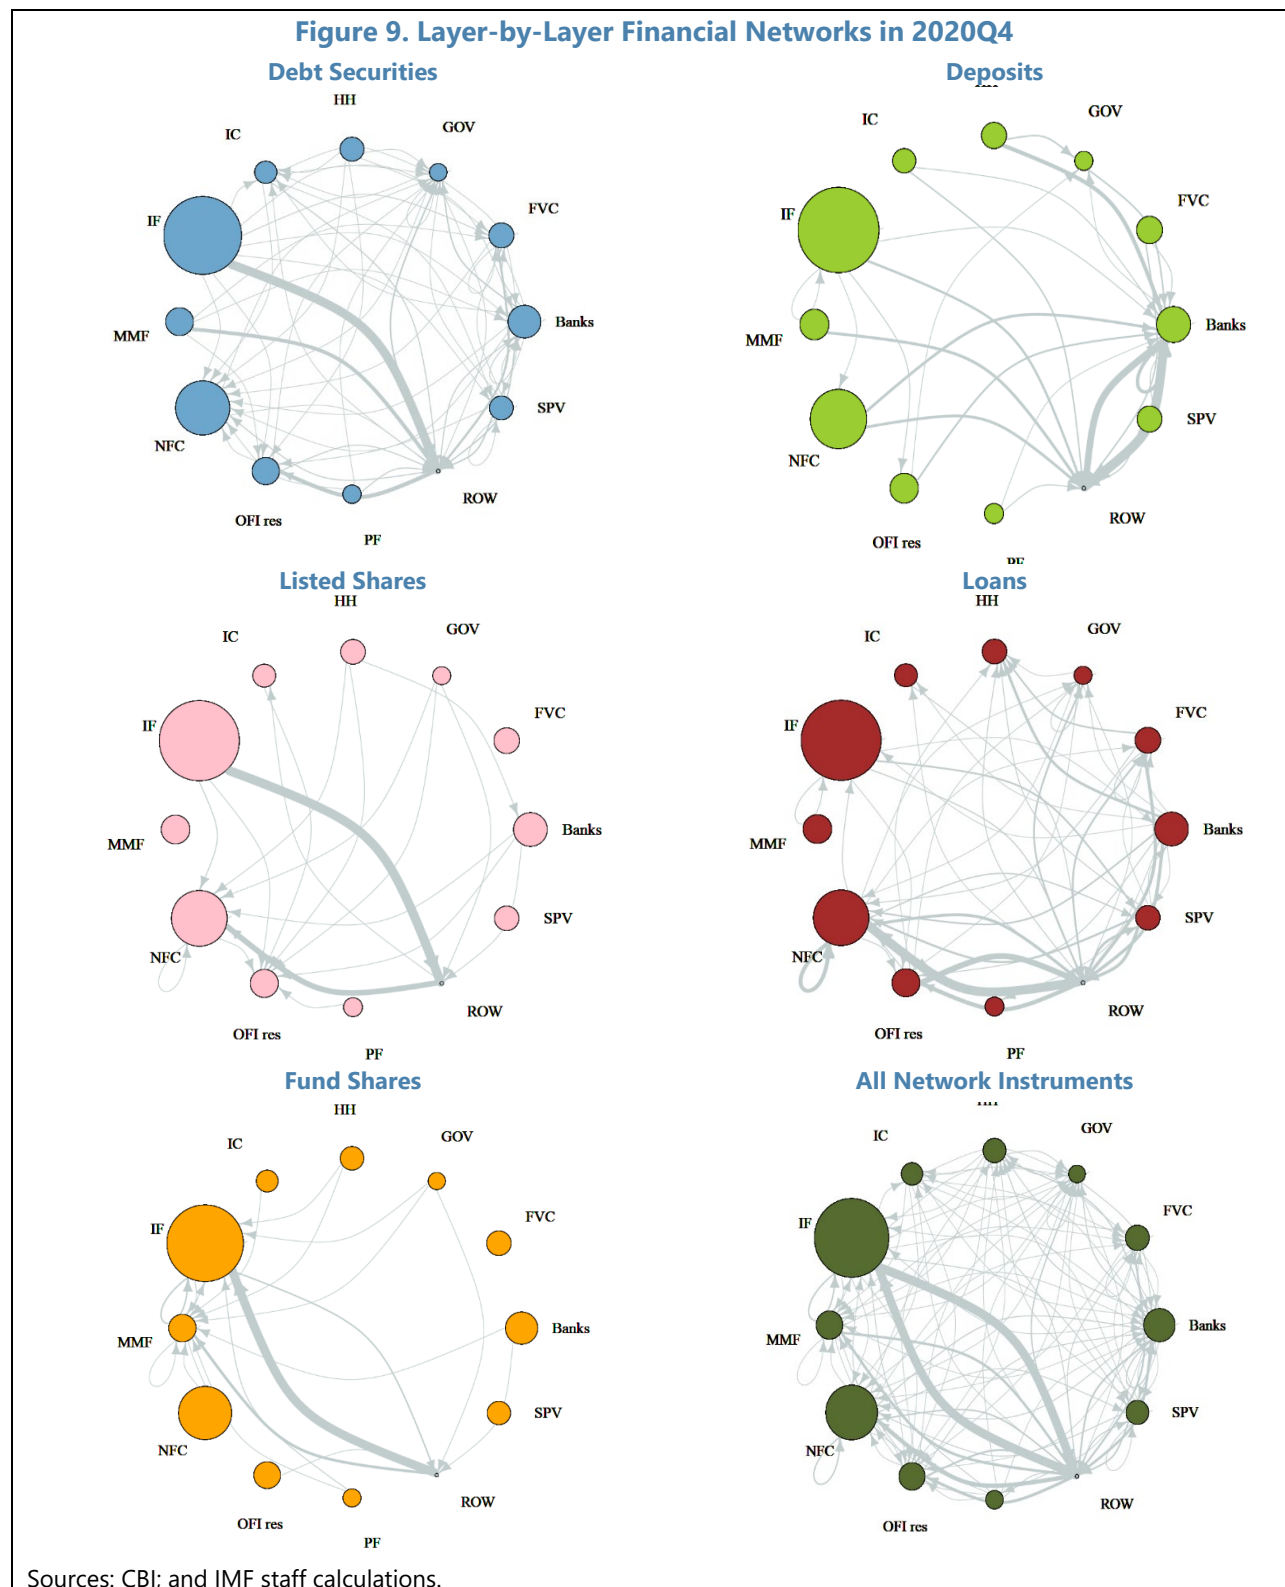 Figure 9. Layer-by-Layer Financial Networks in 2020Q4
Debt Securities
HH
IC
GOV
IF
FVC
MMF
Banks
NFC
SPV
OFI res
ROW
PF
Deposits
IC
GOV
IF
FVC
MMF
Banks
NFC
SPV
OFI res
ROW
PF
Listed Shares
HH
IC
GOV
IF
FVC
MMF
Banks
NFC
SPV
OFI res
ROW
PF
Loans
HH
IC
GOV
IF
FVC
MMF
Banks
NFC
SPV
OFI res
ROW
PF
Fund Shares
HH
IC
GOV
IF
FVC
MMF
Banks
NFC
SPV
OFI res
ROW
PF
All Network Instruments
HH
IC
GOV
IF
FVC
MMF
Banks
NFC
SPV
OFI res
ROW
Sources: CBI; and IMF staff calculations.